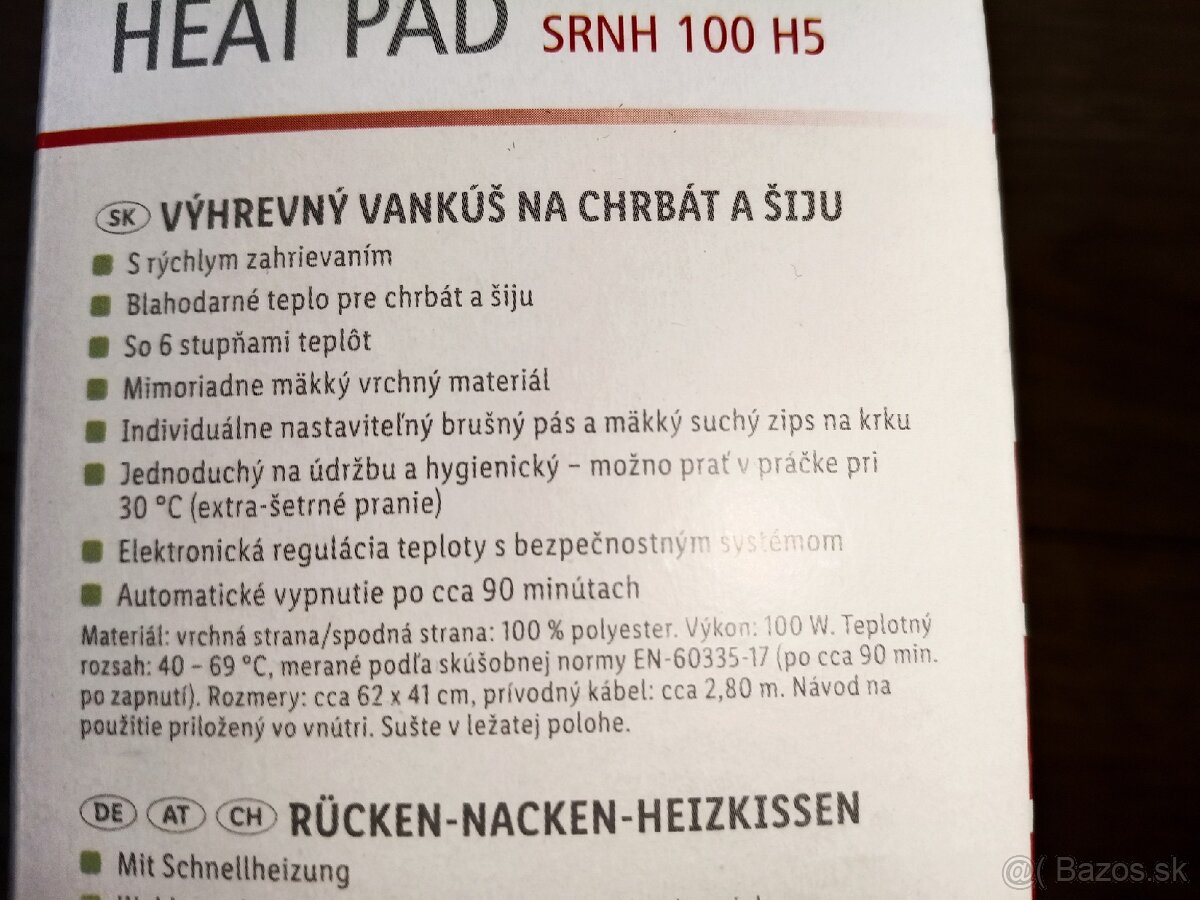 HEAT PAD SRNH 100 H5
SK VÝHREVNÝ VANKÚŠ NA CHRBÁT A ŠIJU
S rýchlym zahrievaním
Blahodarné teplo pre chrbát a šiju
So 6 stupňami teplôt
Mimoriadne mäkký vrchný materiál
Individuálne nastaviteľný brušný pás a mäkký suchý zips na krku
Jednoduchý na údržbu a hygienický – možno prať v práčke pri
30 °C (extra-šetrné pranie)
Elektronická regulácia teploty s bezpečnostným systémom
Automatické vypnutie po cca 90 minútach
Materiál: vrchná strana/spodná strana: 100 % polyester. Výkon: 100 W. Teplotný
rozsah: 40 – 69 °C, merané podľa skúšobnej normy EN-60335-17 (po cca 90 min.
po zapnutí). Rozmery: cca 62 x 41 cm, prívodný kábel: cca 2,80 m. Návod na
použitie priložený vo vnútri. Sušte v ležatej polohe.
DE AT CH RÜCKEN-NACKEN-HEIZKISSEN
Mit Schnellheizung
@( Bazos.sk